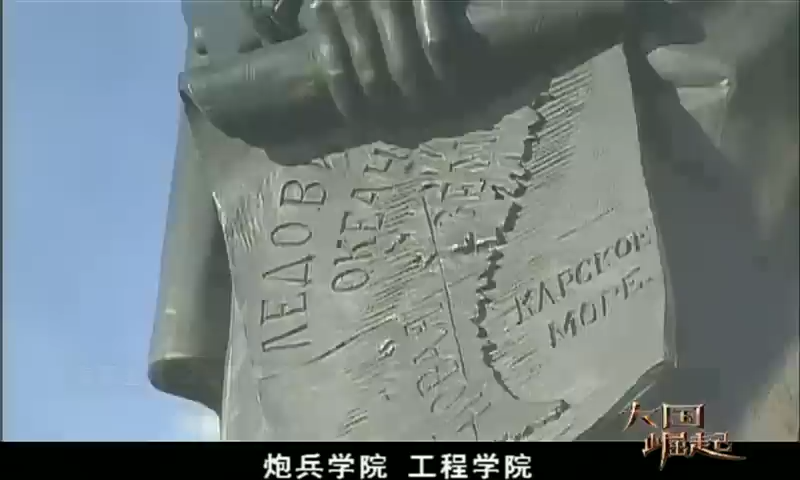 ЛЕДОВ
ОКЕАН
КАРСКОЕ
МОРЕ
大国
崛起
炮兵学院 工程学院